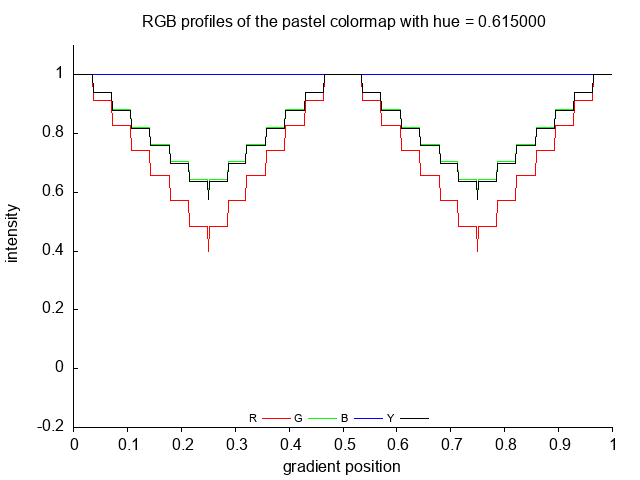 RGB profiles of the pastel colormap with hue = 0.615000
1
0.8
0.6
0.4
0.2
0
-0.2
intensity
R G B Y
0 0.1 0.2 0.3 0.4 0.5 0.6 0.7 0.8 0.9 1
gradient position